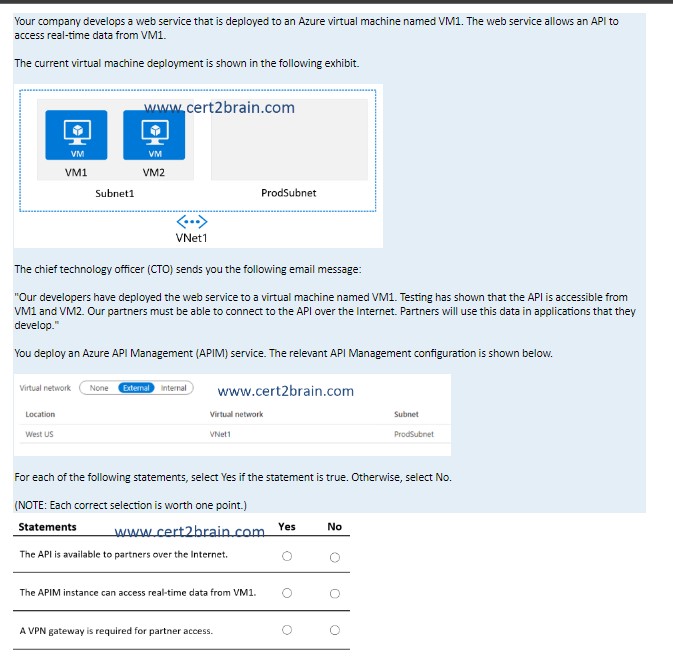 Your company develops a web service that is deployed to an Azure virtual machine named VM1. The web service allows an API to
access real-time data from VM1.
The current virtual machine deployment is shown in the following exhibit.
www.cert2brain.com
VM
VM
VM1
VM2
Subnet1
ProdSubnet
VNet1
The chief technology officer (CTO) sends you the following email message:
"Our developers have deployed the web service to a virtual machine named VM1. Testing has shown that the API is accessible from
VM1 and VM2. Our partners must be able to connect to the API over the Internet. Partners will use this data in applications that they
develop."
You deploy an Azure API Management (APIM) service. The relevant API Management configuration is shown below.
Virtual network None External Internal
www.cert2brain.com
Location Virtual network Subnet
West US VNet1 ProdSubnet
For each of the following statements, select Yes if the statement is true. Otherwise, select No.
(NOTE: Each correct selection is worth one point.)
Statements www.cert2brain.com Yes No
The API is available to partners over the Internet.
The APIM instance can access real-time data from VM1.
A VPN gateway is required for partner access.